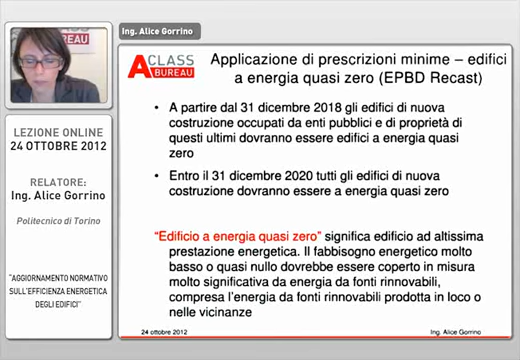 Ing. Alice Gorrino
LEZIONE ONLINE
24 OTTOBRE 2012
RELATORE:
Ing. Alice Gorrino
Politecnico di Torino
"AGGIORNAMENTO NORMATIVO
SULL'EFFICIENZA ENERGETICA
DEGLI EDIFICI"
A CLASS
BUREAU
Applicazione di prescrizioni minime – edifici
a energia quasi zero (EPBD Recast)
• A partire dal 31 dicembre 2018 gli edifici di nuova
costruzione occupati da enti pubblici e di proprietà di
questi ultimi dovranno essere edifici a energia quasi
zero
• Entro il 31 dicembre 2020 tutti gli edifici di nuova
costruzione dovranno essere a energia quasi zero
"Edificio a energia quasi zero" significa edificio ad altissima
prestazione energetica. Il fabbisogno energetico molto
basso o quasi nullo dovrebbe essere coperto in misura
molto significativa da energia da fonti rinnovabili,
compresa l'energia da fonti rinnovabili prodotta in loco o
nelle vicinanze
24 ottobre 2012
Ing. Alice Gorrino